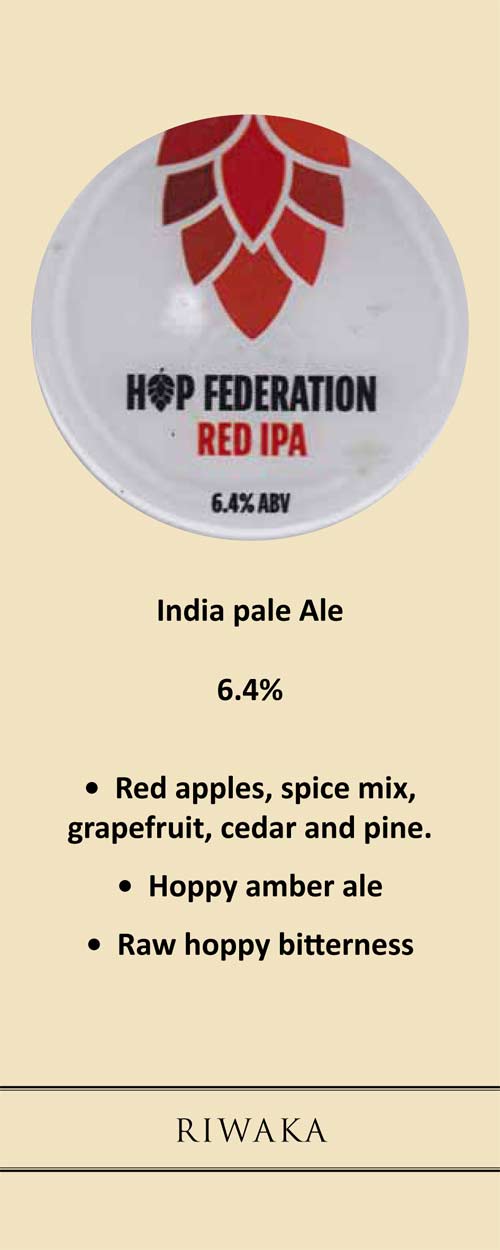 HOP FEDERATION
RED IPA
6.4% ABV
India pale Ale
6.4%
• Red apples, spice mix,
grapefruit, cedar and pine.
• Hoppy amber ale
• Raw hoppy bitterness
RIWAKA